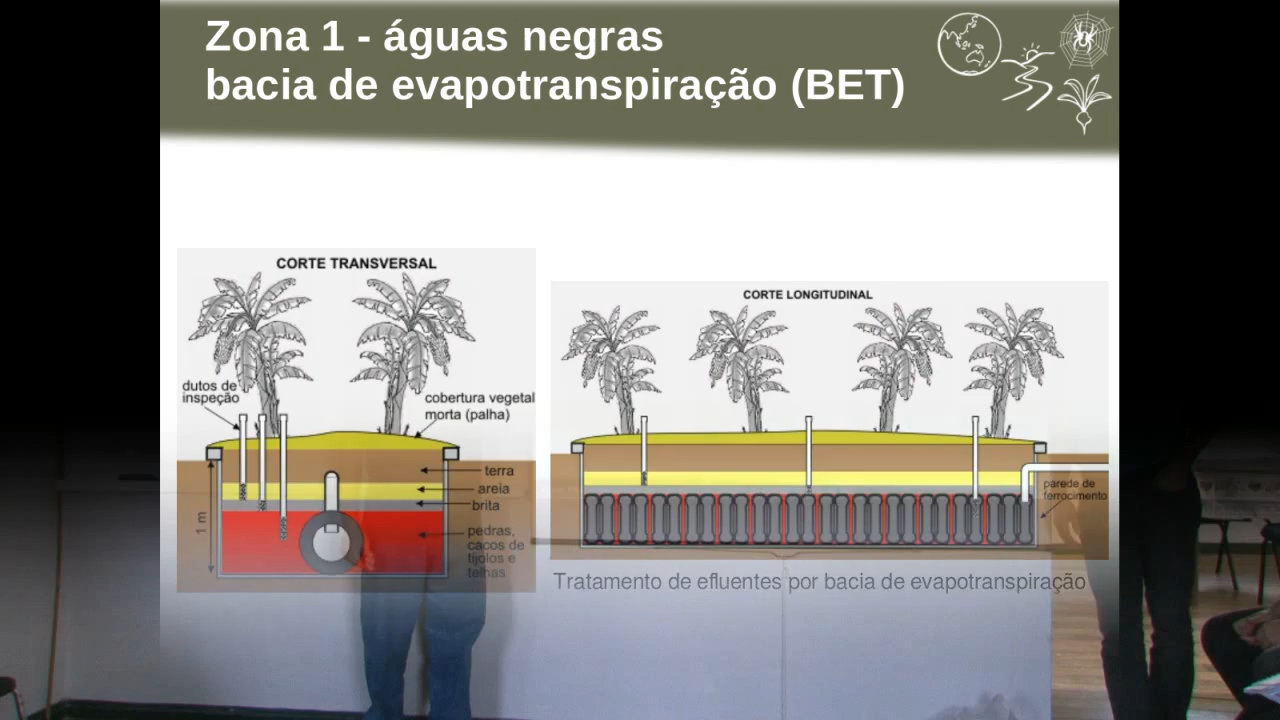 Zona 1 - águas negras
bacia de evapotranspiração (BET)
CORTE TRANSVERSAL
dutos de
inspeção
cobertura vegetal
morta (palha)
terra
areia
brita
1 m
pedras,
cacos de
tijolos e
telhas
CORTE LONGITUDINAL
parede de
ferrocimento
Tratamento de efluentes por bacia de evapotranspiração